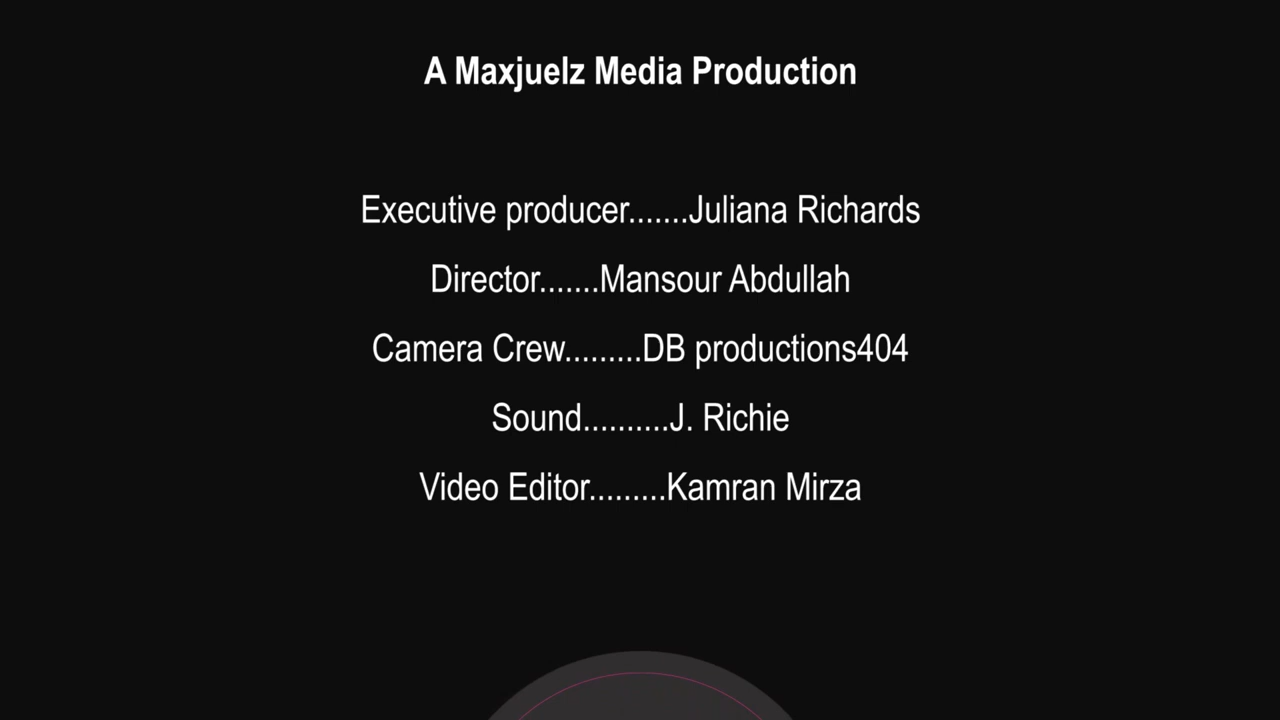 A Maxjuelz Media Production
Executive producer.......Juliana Richards
Director.......Mansour Abdullah
Camera Crew.........DB productions404
Sound..........J. Richie
Video Editor.........Kamran Mirza